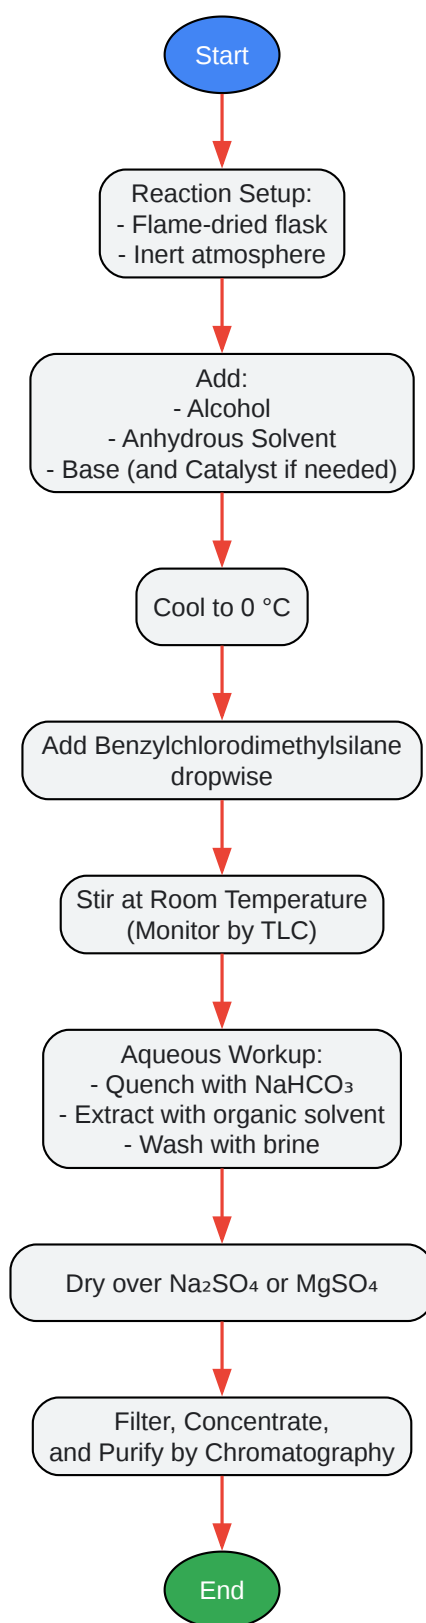 Start
Reaction Setup:
- Flame-dried flask
- Inert atmosphere
Add:
- Alcohol
- Anhydrous Solvent
- Base (and Catalyst if needed)
Cool to 0 °C
Add Benzylchlorodimethylsilane
dropwise
Stir at Room Temperature
(Monitor by TLC)
Aqueous Workup:
- Quench with NaHCO₃
- Extract with organic solvent
- Wash with brine
Dry over Na₂SO₄ or MgSO₄
Filter, Concentrate,
and Purify by Chromatography
End